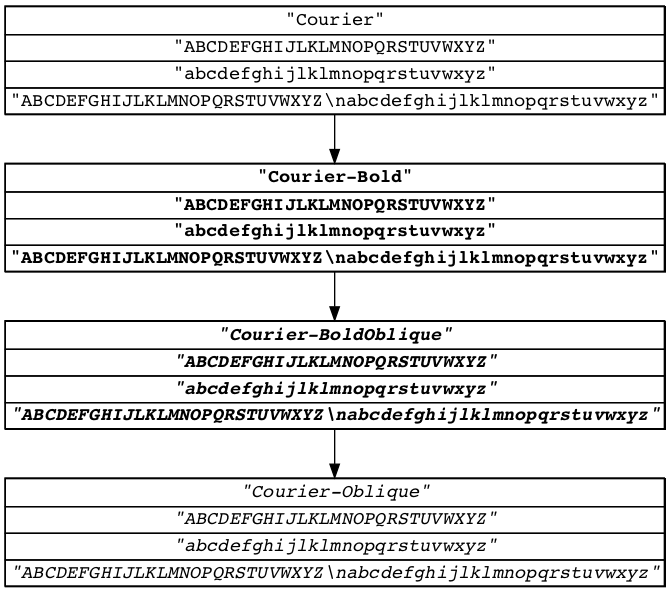 "Courier"
"ABCDEFGHIJLKLMNOPQRSTUVWXYZ"
"abcdefghijlklmnopqrstuvwxyz"
"ABCDEFGHIJLKLMNOPQRSTUVWXYZ\nabcdefghijlklmnopqrstuvwxyz"
"Courier-Bold"
"ABCDEFGHIJLKLMNOPQRSTUVWXYZ"
"abcdefghijlklmnopqrstuvwxyz"
"ABCDEFGHIJLKLMNOPQRSTUVWXYZ\nabcdefghijlklmnopqrstuvwxyz"
"Courier-BoldOblique"
"ABCDEFGHIJLKLMNOPQRSTUVWXYZ"
"abcdefghijlklmnopqrstuvwxyz"
"ABCDEFGHIJLKLMNOPQRSTUVWXYZ\nabcdefghijlklmnopqrstuvwxyz"
"Courier-Oblique"
"ABCDEFGHIJLKLMNOPQRSTUVWXYZ"
"abcdefghijlklmnopqrstuvwxyz"
"ABCDEFGHIJLKLMNOPQRSTUVWXYZ\nabcdefghijlklmnopqrstuvwxyz"